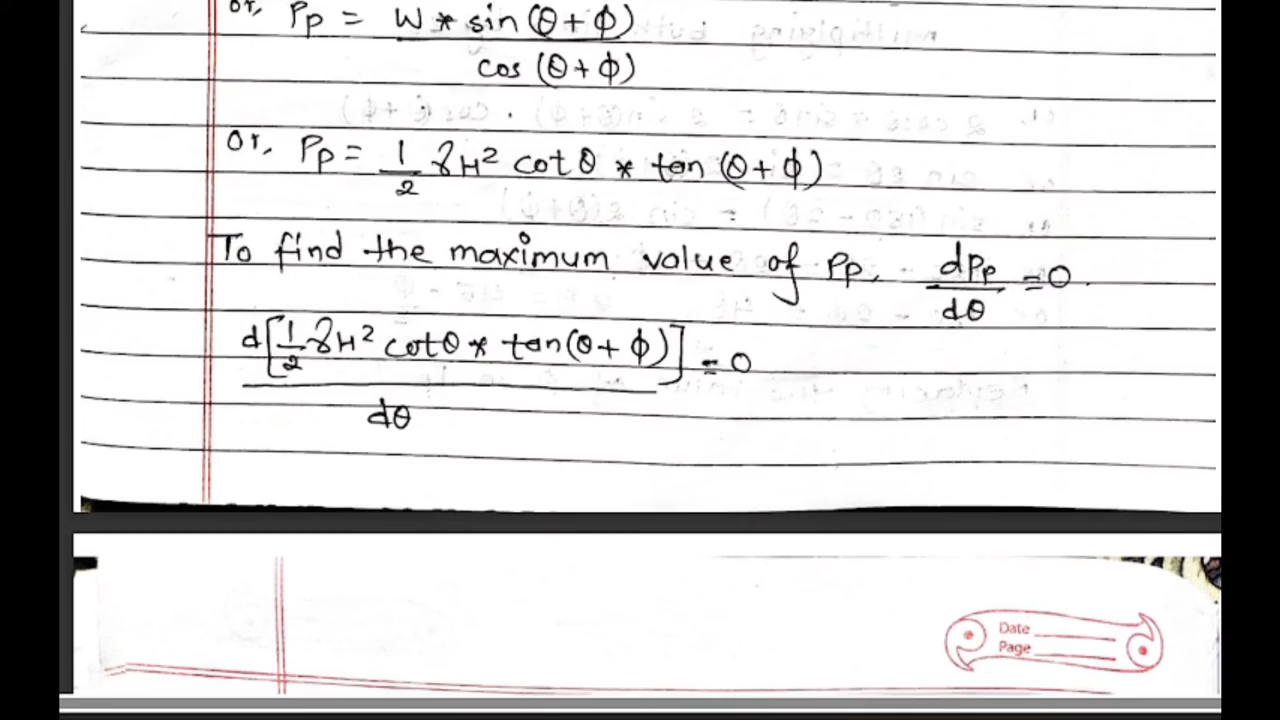 or, Pp = W * sin (θ + ϕ)
cos (θ + ϕ)
or, Pp = 1/2 γH² cot θ * tan (θ + ϕ)
To find the maximum value of Pp, dPp/dθ = 0.
d[1/2 γH² cotθ * tan(θ + ϕ)] = 0
dθ
Date
Page